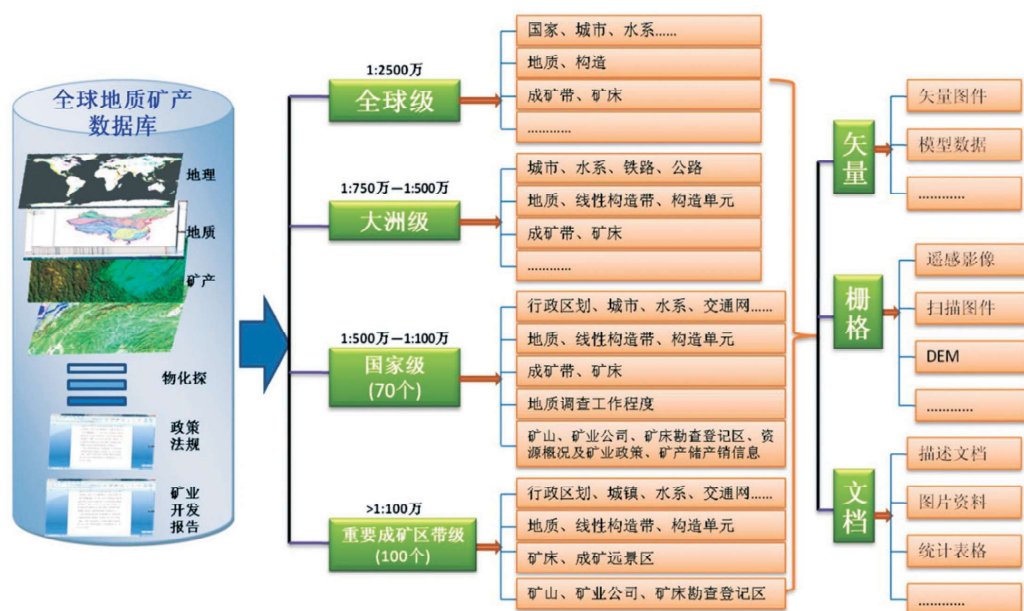 全球地质矿产
数据库
地理
地质
矿产
物化探
政策
法规
矿业
开发
报告
1:2500万
全球级
国家、城市、水系……
地质、构造
成矿带、矿床
…………
1:750万—1:500万
大洲级
城市、水系、铁路、公路
地质、线性构造带、构造单元
成矿带、矿床
…………
1:500万—1:100万
国家级
(70个)
行政区划、城市、水系、交通网……
地质、线性构造带、构造单元
成矿带、矿床
地质调查工作程度
矿山、矿业公司、矿床勘查登记区、资
源概况及矿业政策、矿产储产销信息
>1:100万
重要成矿区带级
(100个)
行政区划、城镇、水系、交通网……
地质、线性构造带、构造单元
矿床、成矿远景区
矿山、矿业公司、矿床勘查登记区
矢
量
矢量图件
模型数据
…………
栅
格
遥感影像
扫描图件
DEM
…………
文
档
描述文档
图片资料
统计表格
…………